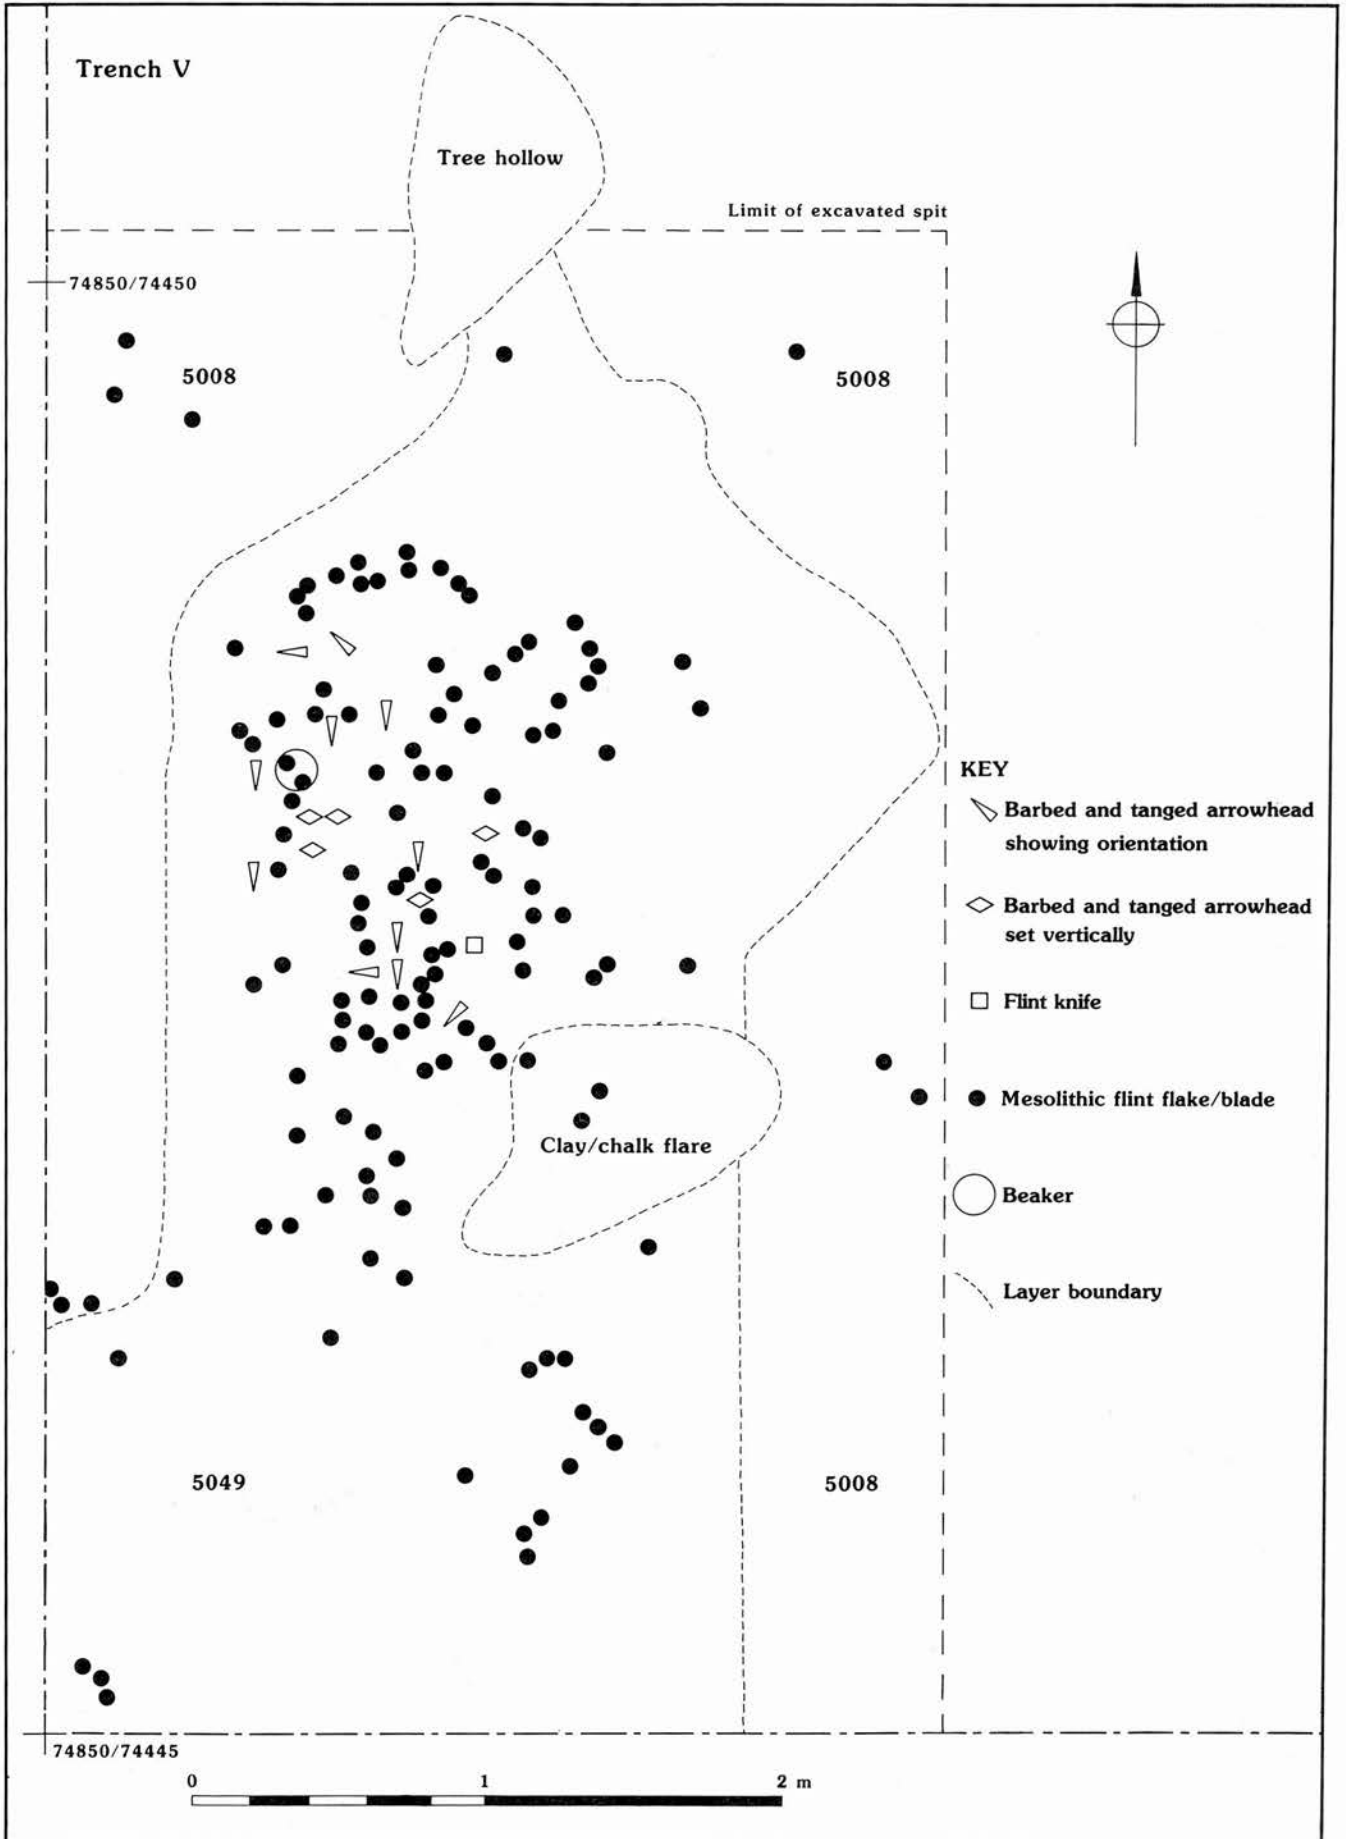 Trench V
Tree hollow
Limit of excavated spit
74850/74450
5008
5008
KEY
Barbed and tanged arrowhead
showing orientation
Barbed and tanged arrowhead
set vertically
Flint knife
Mesolithic flint flake/blade
Clay/chalk flare
Beaker
Layer boundary
5049
5008
74850/74445
0 1 2 m